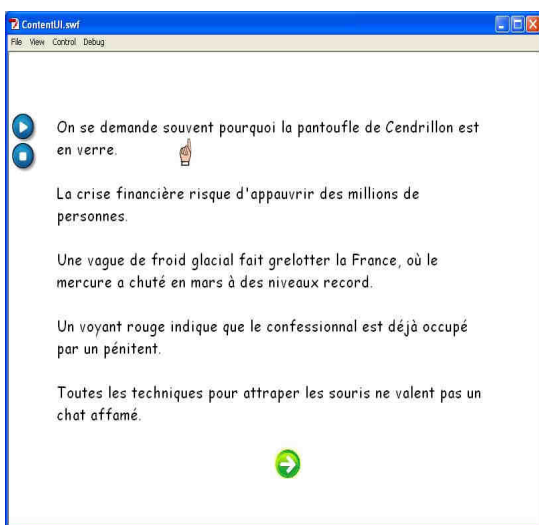 ContentUI.swf
File View Control Debug
On se demande souvent pourquoi la pantoufle de Cendrillon est
en verre.
La crise financière risque d'appauvrir des millions de
personnes.
Une vague de froid glacial fait grelotter la France, où le
mercure a chuté en mars à des niveaux record.
Un voyant rouge indique que le confessionnal est déjà occupé
par un pénitent.
Toutes les techniques pour attraper les souris ne valent pas un
chat affamé.